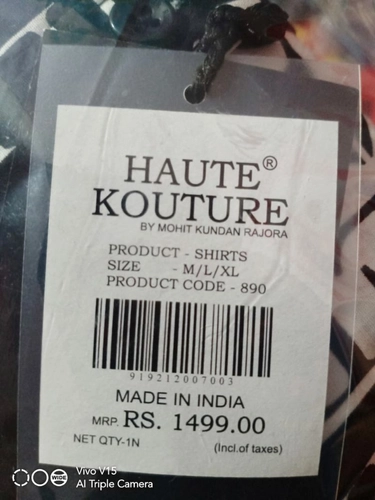 HAUTE®
KOUTURE
BY MOHIT KUNDAN RAJORA
PRODUCT - SHIRTS
SIZE - M/L/XL
PRODUCT CODE - 890
919212007003
MADE IN INDIA
MRP. RS. 1499.00
NET QTY-1N (Incl.of taxes)
Vivo V15
AI Triple Camera